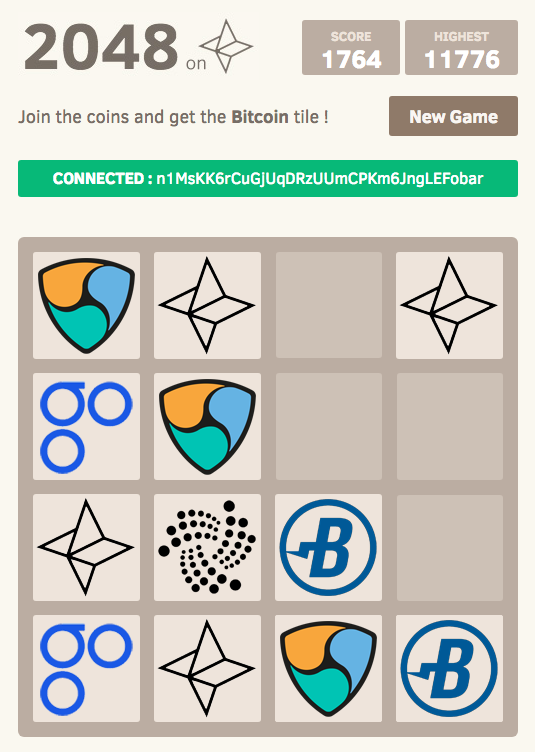 2048 on
SCORE
1764
HIGHEST
11776
Join the coins and get the Bitcoin tile !
New Game
CONNECTED : n1MsKK6rCuGjUqDRzUUmCPKm6JngLEFobar